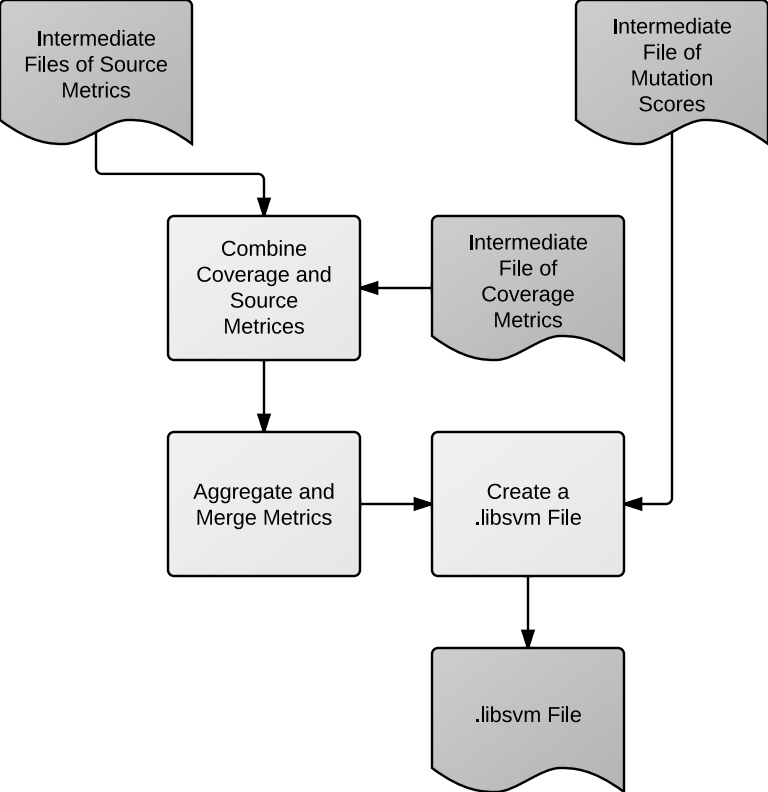 Intermediate
Files of Source
Metrics
Intermediate
File of
Mutation
Scores
Combine
Coverage and
Source
Metrices
Intermediate
File of
Coverage
Metrics
Aggregate and
Merge Metrics
Create a
.libsvm File
.libsvm File